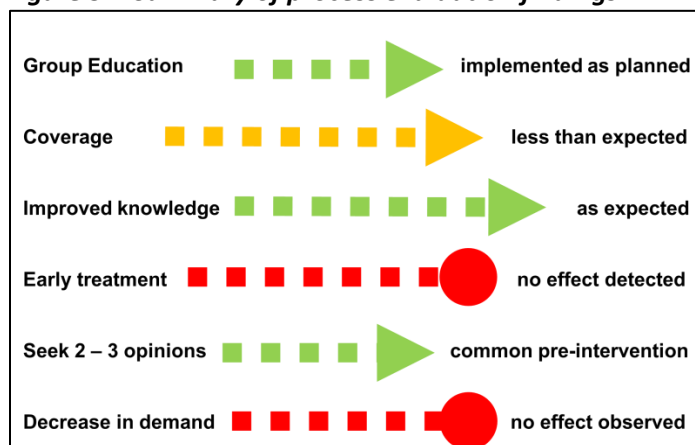 Group Education implemented as planned
Coverage less than expected
Improved knowledge as expected
Early treatment no effect detected
Seek 2 – 3 opinions common pre-intervention
Decrease in demand no effect observed